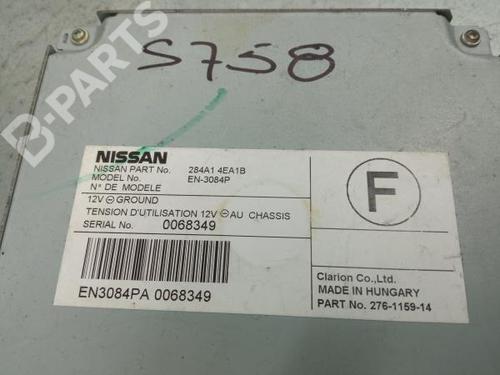 S758
B-PARTS
NISSAN
NISSAN PART No. 284A1 4EA1B
MODEL No. EN-3084P
N° DE MODELE
12V ⊖ GROUND
TENSION D'UTILISATION 12V ⊖ AU CHASSIS
SERIAL No. 0068349
EN3084PA 0068349
F
Clarion Co.,Ltd.
MADE IN HUNGARY
PART No. 276-1159-14